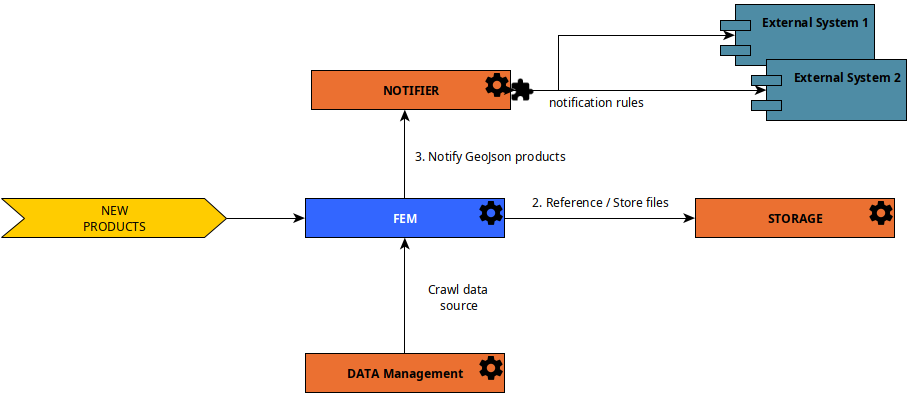 External System 1
External System 2
NOTIFIER
notification rules
3. Notify GeoJson products
NEW
PRODUCTS
FEM
2. Reference / Store files
STORAGE
Crawl data
source
DATA Management